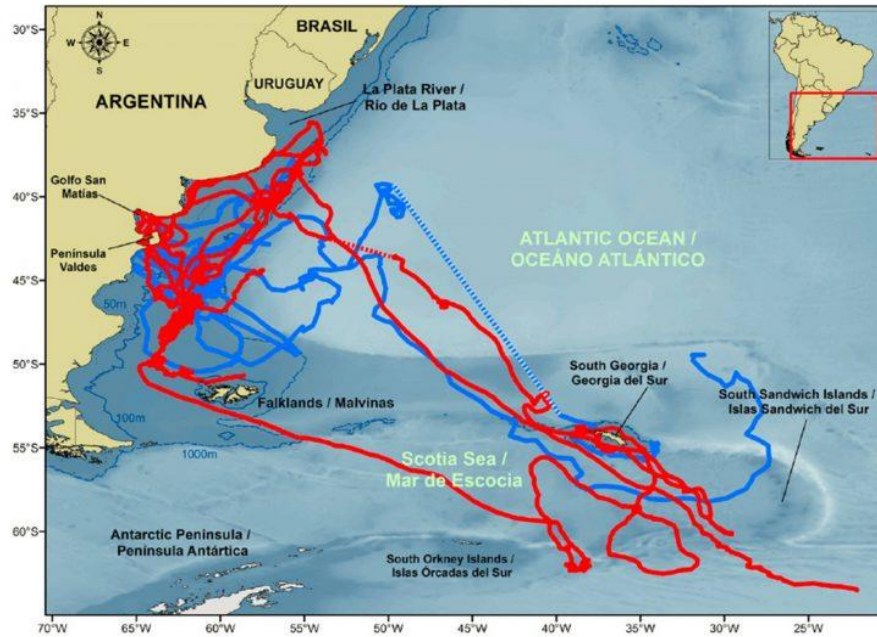 30°S
35°S
40°S
45°S
50°S
55°S
60°S
70°W
65°W
60°W
55°W
50°W
45°W
40°W
35°W
30°W
25°W
N
W
E
S
BRASIL
URUGUAY
ARGENTINA
La Plata River /
Río de La Plata
Golfo San
Matías
Península
Valdes
ATLANTIC OCEAN /
OCEÁNO ATLÁNTICO
50m
100m
1000m
Falklands / Malvinas
South Georgia /
Georgia del Sur
South Sandwich Islands /
Islas Sandwich del Sur
Scotia Sea /
Mar de Escocia
Antarctic Peninsula /
Península Antártica
South Orkney Islands /
Islas Órcadas del Sur